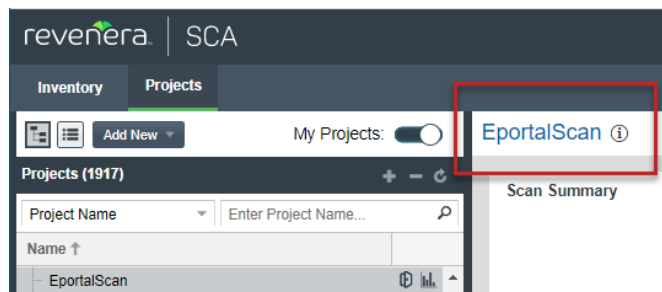 revenera. SCA
Inventory Projects
Add New My Projects:
EportalScan
Projects (1917)
Scan Summary
Project Name Enter Project Name...
Name
EportalScan